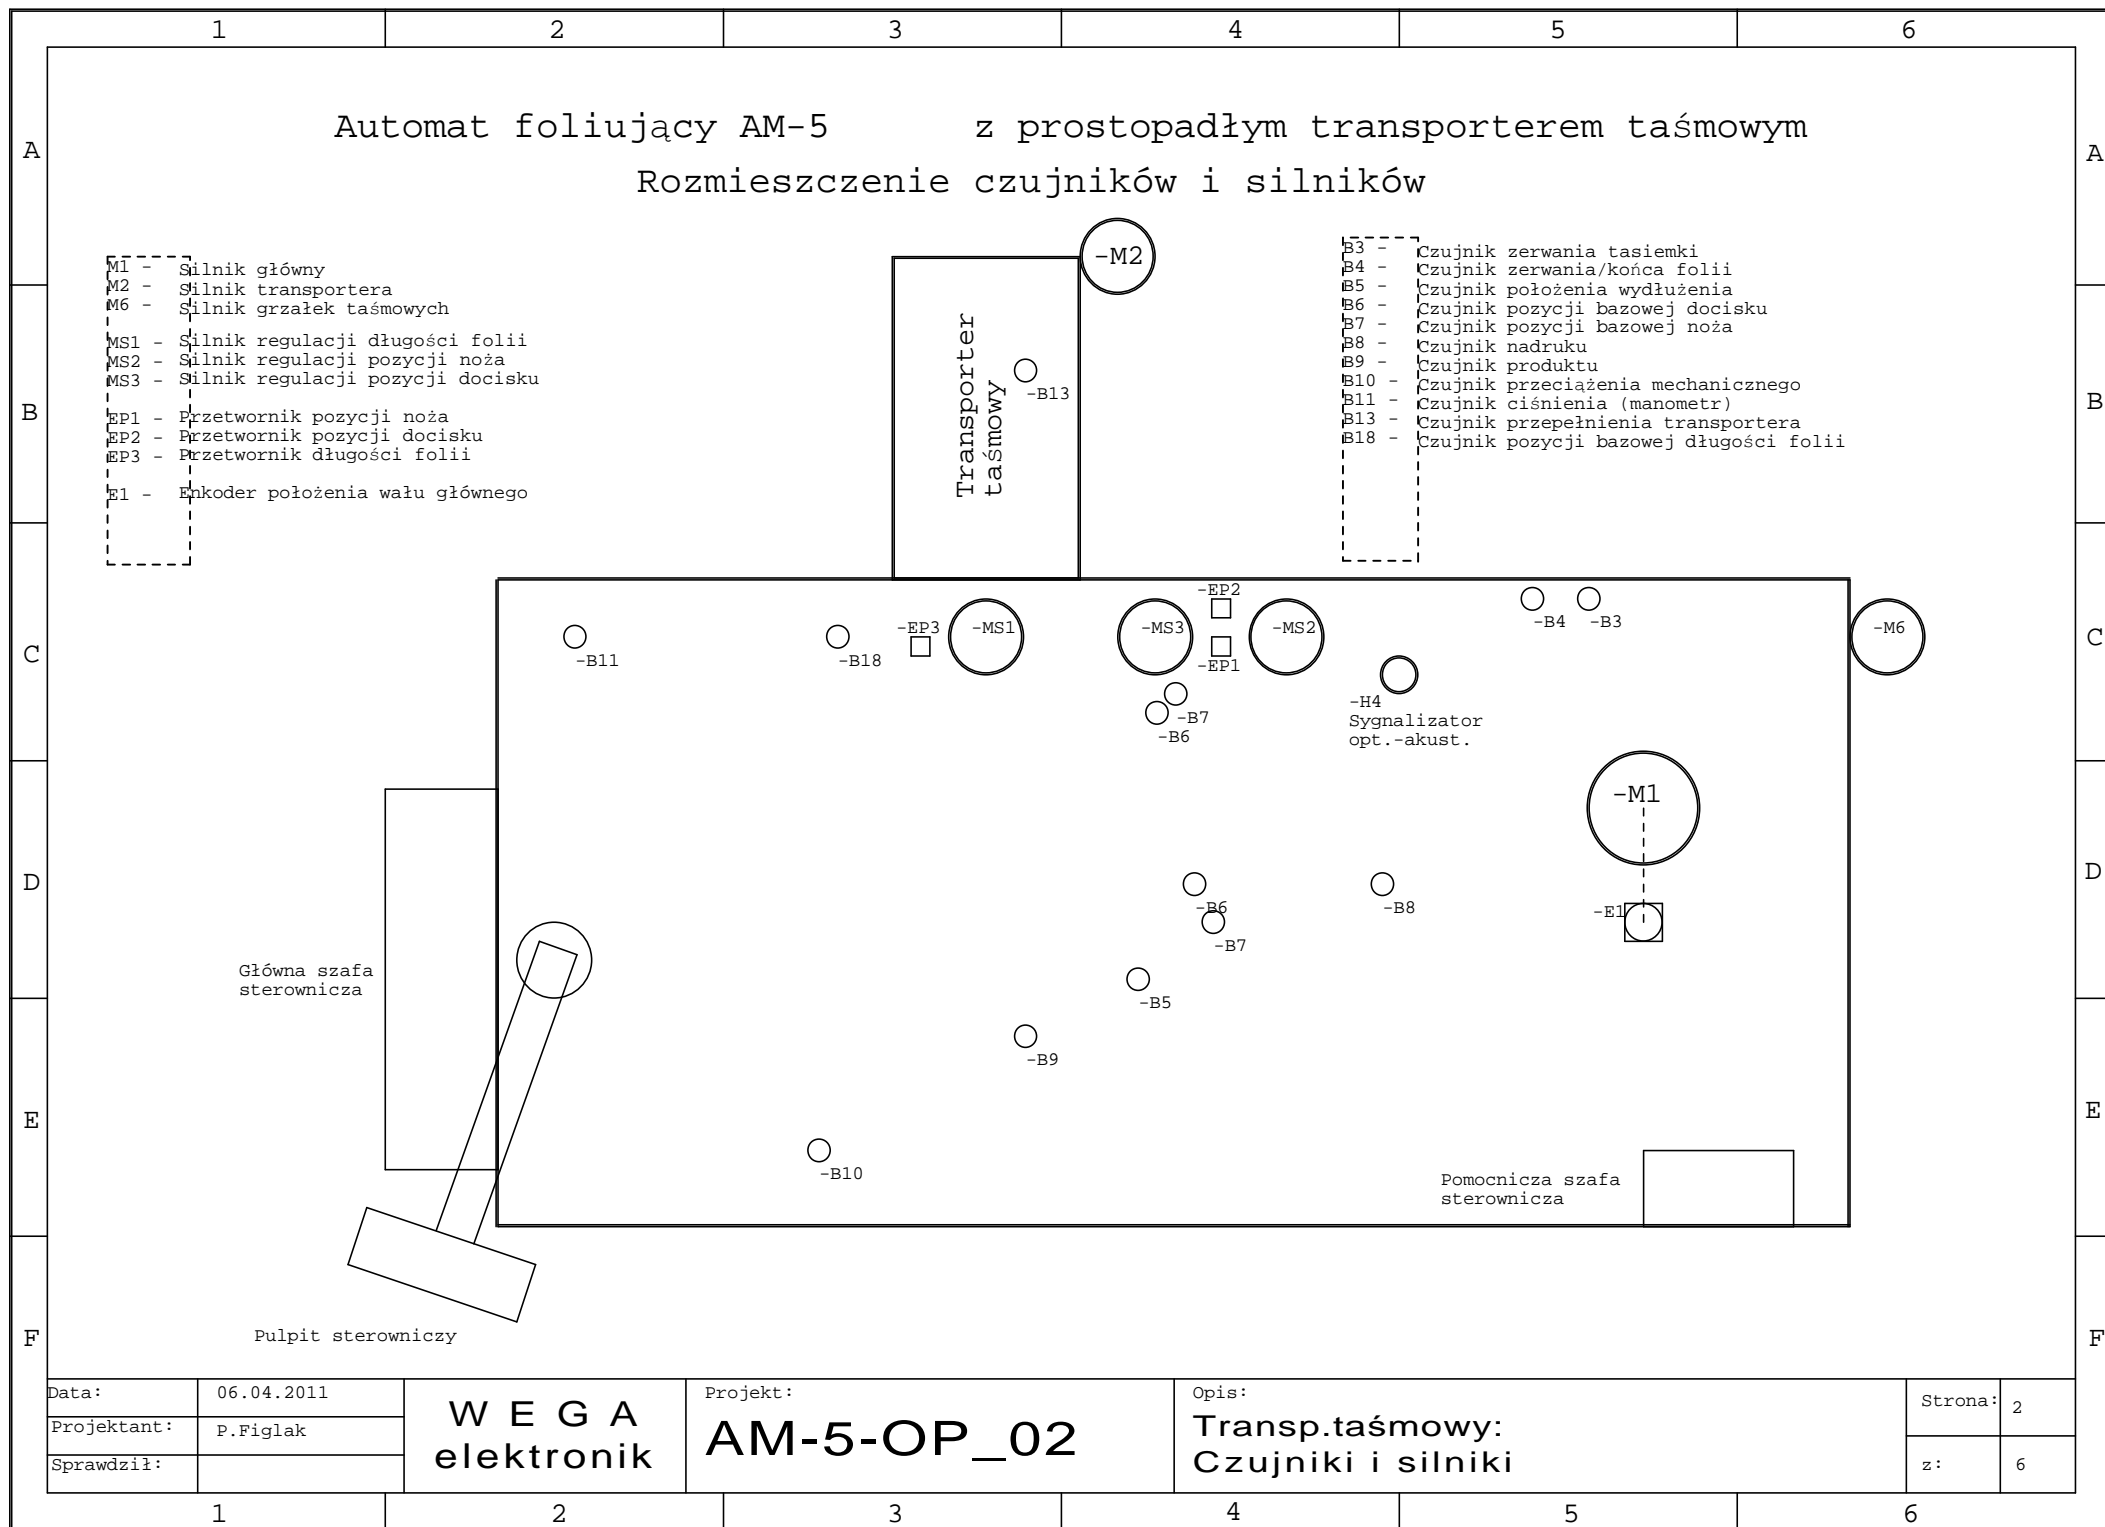 1 2 3 4 5 6
Automat foliujący AM-5 z prostopadłym transporterem taśmowym
A A
Rozmieszczenie czujników i silników
-M2
M1 - Silnik główny
M2 - Silnik transportera
M6 - Silnik grzałek taśmowych
MS1 - Silnik regulacji długości folii
MS2 - Silnik regulacji pozycji noża
MS3 - Silnik regulacji pozycji docisku
EP1 - Przetwornik pozycji noża
EP2 - Przetwornik pozycji docisku
EP3 - Przetwornik długości folii
E1 - Enkoder położenia wału głównego
B3 - Czujnik zerwania tasiemki
B4 - Czujnik zerwania/końca folii
B5 - Czujnik położenia wydłużenia
B6 - Czujnik pozycji bazowej docisku
B7 - Czujnik pozycji bazowej noża
B8 - Czujnik nadruku
B9 - Czujnik produktu
B10 - Czujnik przeciążenia mechanicznego
B11 - Czujnik ciśnienia (manometr)
B13 - Czujnik przepełnienia transportera
B18 - Czujnik pozycji bazowej długości folii
Transporter
taśmowy
-B13
B B
-EP2
-EP3 -MS1 -MS3 -MS2 -B4 -B3 -M6
C C
-B11 -B18 -EP1
-H4
Sygnalizator
opt.-akust.
-B7
-B6
-M1
D D
-B6 -B8 -E1
-B7
Główna szafa
sterownicza
-B5
-B9
E E
-B10
Pomocnicza szafa
sterownicza
Pulpit sterowniczy
F F
Data: 06.04.2011
Projektant: P.Figlak
Sprawdził:
W E G A
elektronik
Projekt:
AM-5-OP_02
Opis:
Transp.taśmowy:
Czujniki i silniki
Strona: 2
z: 6
1 2 3 4 5 6